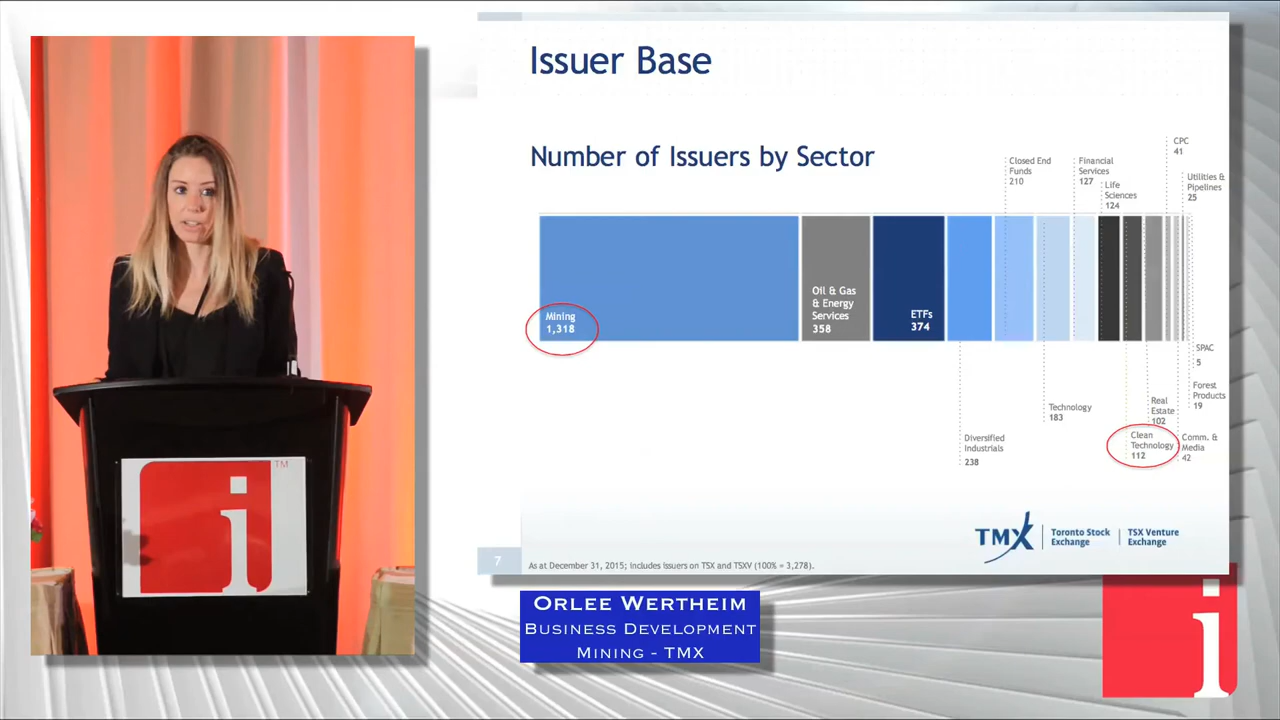 Issuer Base
Number of Issuers by Sector
CPC
41
Closed End
Funds
210
Financial
Services
127
Life
Sciences
124
Utilities &
Pipelines
25
Mining
1,318
Oil & Gas
& Energy
Services
358
ETFs
374
SPAC
5
Forest
Products
19
Technology
183
Real
Estate
102
Diversified
Industrials
238
Clean
Technology
112
Comm. &
Media
42
TMX
Toronto Stock
Exchange
TSX Venture
Exchange
7
As at December 31, 2015; includes issuers on TSX and TSXV (100% = 3,278).
i
TM
ORLEE WERTHEIM
BUSINESS DEVELOPMENT
MINING - TMX
i